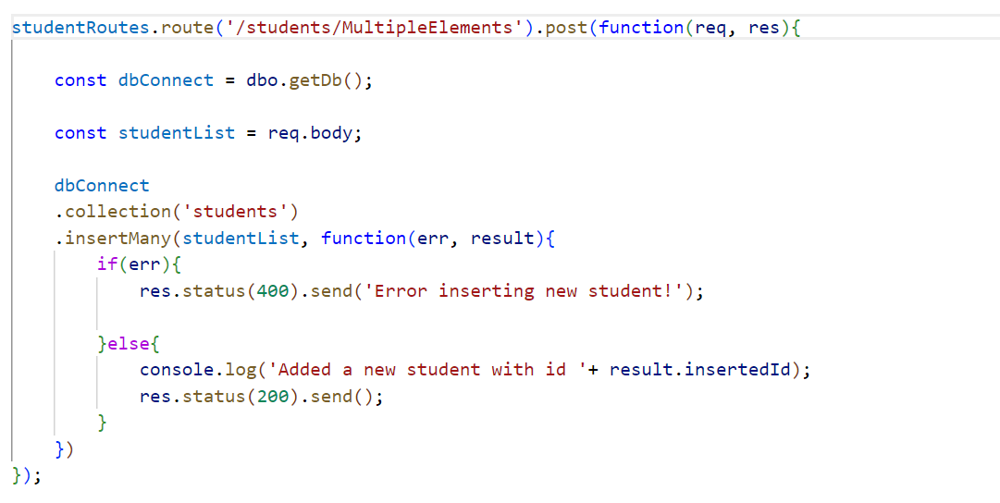 studentRoutes.route('/students/MultipleElements').post(function(req, res){
const dbConnect = dbo.getDb();
const studentList = req.body;
dbConnect
.collection('students')
.insertMany(studentList, function(err, result){
if(err){
res.status(400).send('Error inserting new student!');
}else{
console.log('Added a new student with id '+ result.insertedId);
res.status(200).send();
}
})
});